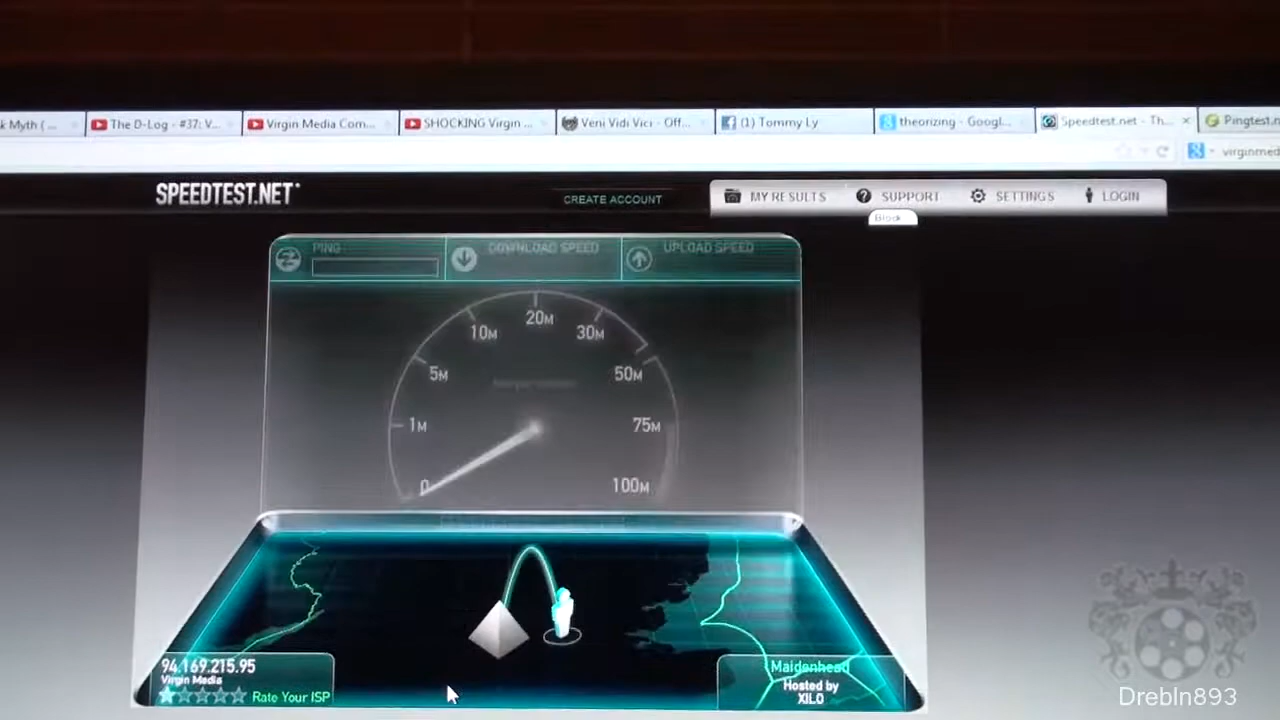 k Myth (...
The D-Log - #37: V...
Virgin Media Com...
SHOCKING Virgin ...
Veni Vidi Vici - Off...
(1) Tommy Ly
theorizing - Googl...
Speedtest.net - Th...
Pingtest.n
virginmed
SPEEDTEST.NET
CREATE ACCOUNT
MY RESULTS
SUPPORT
SETTINGS
LOGIN
Block
PING
DOWNLOAD SPEED
UPLOAD SPEED
20M
10M
30M
5M
50M
1M
75M
0
100M
94.169.215.95
Virgin Media
Rate Your ISP
Maidenhead
Hosted by
XILO
DrebIn893